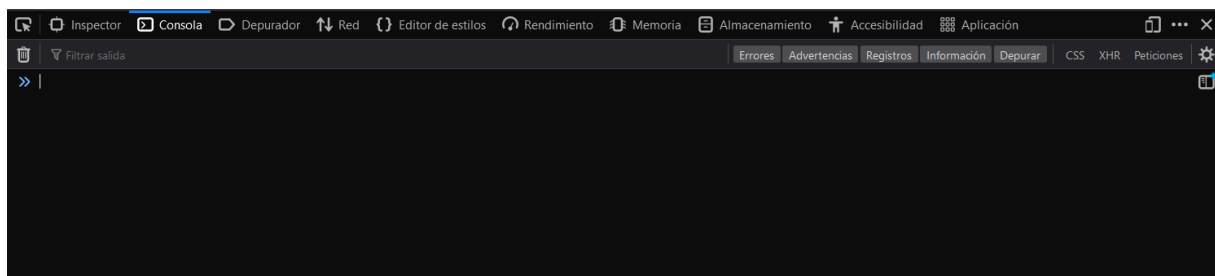 Inspector Consola Depurador Red Editor de estilos Rendimiento Memoria Almacenamiento Accesibilidad Aplicación
Filtrar salida Errores Advertencias Registros Información Depurar CSS XHR Peticiones